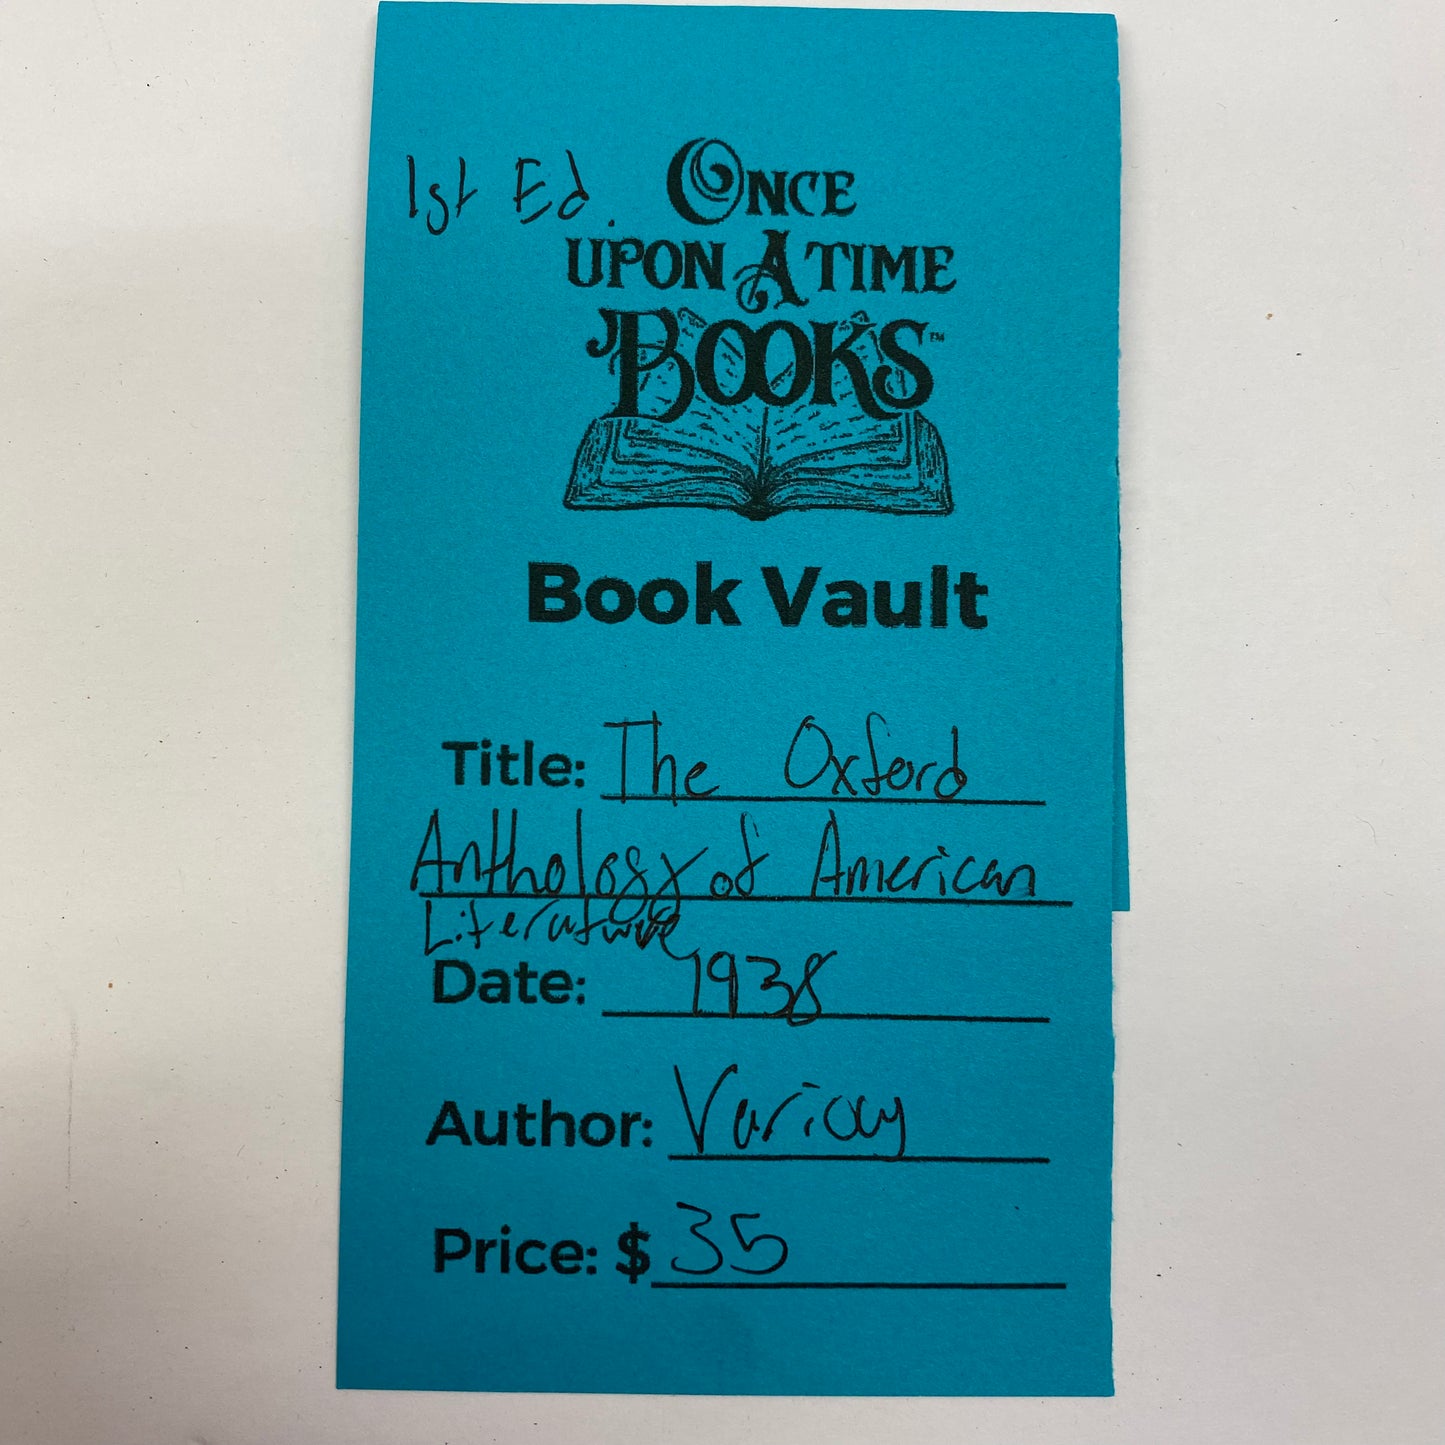 1st Ed.
ONCE
UPON A TIME
BOOKS™
Book Vault
Title: The Oxford
Anthology of American
Literature
Date: 1938
Author: Various
Price: $35